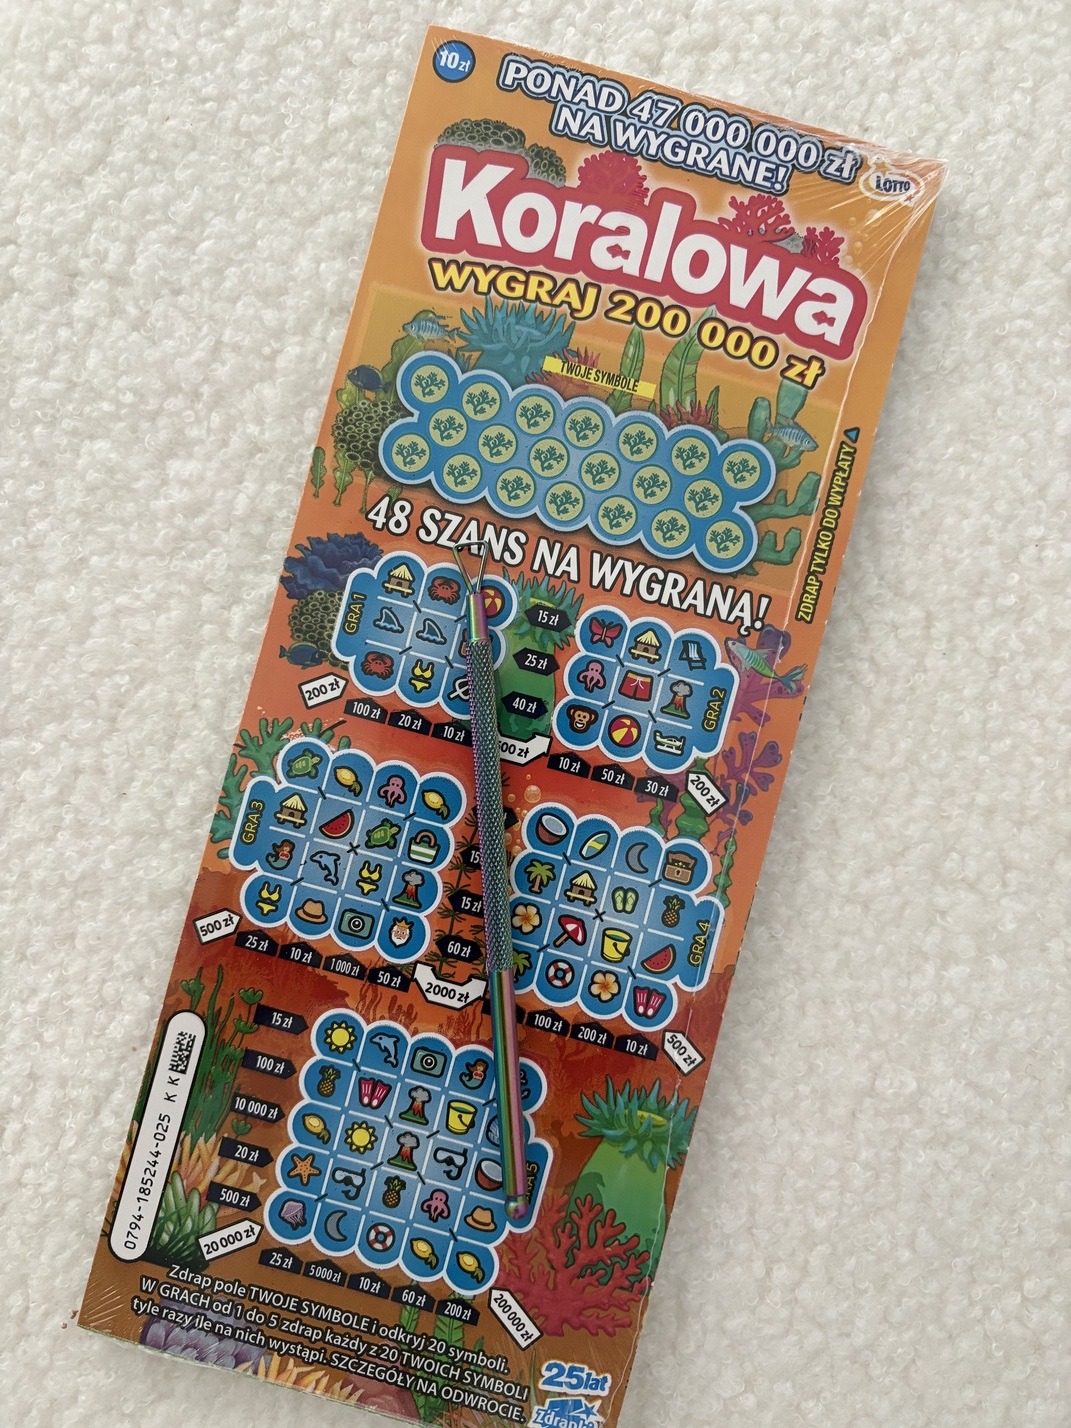 10 zł
PONAD 47 000 000 zł
NA WYGRANE!
LOTTO
Koralowa
WYGRAJ 200 000 zł
TWOJE SYMBOLE
ZDRAP TYLKO DO WYPŁATY
48 SZANS NA WYGRANĄ!
GRA 1
15 zł
25 zł
40 zł
200 zł
100 zł
20 zł
10 zł
GRA 2
10 zł
50 zł
30 zł
200 zł
GRA 3
15 zł
60 zł
500 zł
25 zł
10 zł
1 000 zł
50 zł
2000 zł
GRA 4
100 zł
200 zł
10 zł
500 zł
15 zł
100 zł
10 000 zł
20 zł
500 zł
20 000 zł
25 zł
5 000 zł
10 zł
60 zł
200 zł
200 000 zł
0794-185244-025 K K
Zdrap pole TWOJE SYMBOLE i odkryj 20 symboli.
W GRACH od 1 do 5 zdrap każdy z 20 TWOICH SYMBOLI
tyle razy ile na nich wystąpi. SZCZEGÓŁY NA ODWROCIE.
25 lat
Zdrapka